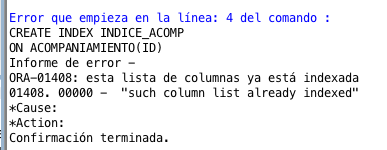 Error que empieza en la línea: 4 del comando :
CREATE INDEX INDICE_ACOMP
ON ACOMPANIAMIENTO(ID)
Informe de error -
ORA-01408: esta lista de columnas ya está indexada
01408. 00000 -  "such column list already indexed"
*Cause:
*Action:
Confirmación terminada.